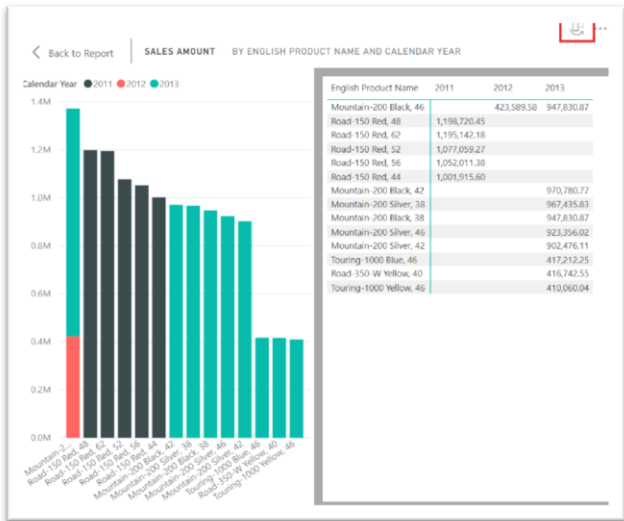 Back to Report
SALES AMOUNT BY ENGLISH PRODUCT NAME AND CALENDAR YEAR
Calendar Year 2011 2012 2013
1.4M
1.2M
1.0M
0.8M
0.6M
0.4M
0.2M
0.0M
Mountain-2...
Road-150 Red, 48
Road-150 Red, 62
Road-150 Red, 52
Road-150 Red, 56
Road-150 Red, 44
Mountain-200 Black, 42
Mountain-200 Silver, 38
Mountain-200 Black, 38
Mountain-200 Silver, 46
Mountain-200 Silver, 42
Touring-1000 Blue, 46
Road-350-W Yellow, 40
Touring-1000 Yellow, 46
English Product Name 2011 2012 2013
Mountain-200 Black, 46 423,589.58 947,830.87
Road-150 Red, 48 1,198,720.45
Road-150 Red, 62 1,195,142.18
Road-150 Red, 52 1,077,059.27
Road-150 Red, 56 1,052,011.38
Road-150 Red, 44 1,001,915.60
Mountain-200 Black, 42 970,780.77
Mountain-200 Silver, 38 967,435.83
Mountain-200 Black, 38 947,830.87
Mountain-200 Silver, 46 923,356.02
Mountain-200 Silver, 42 902,476.11
Touring-1000 Blue, 46 417,212.25
Road-350-W Yellow, 40 416,742.55
Touring-1000 Yellow, 46 410,060.04